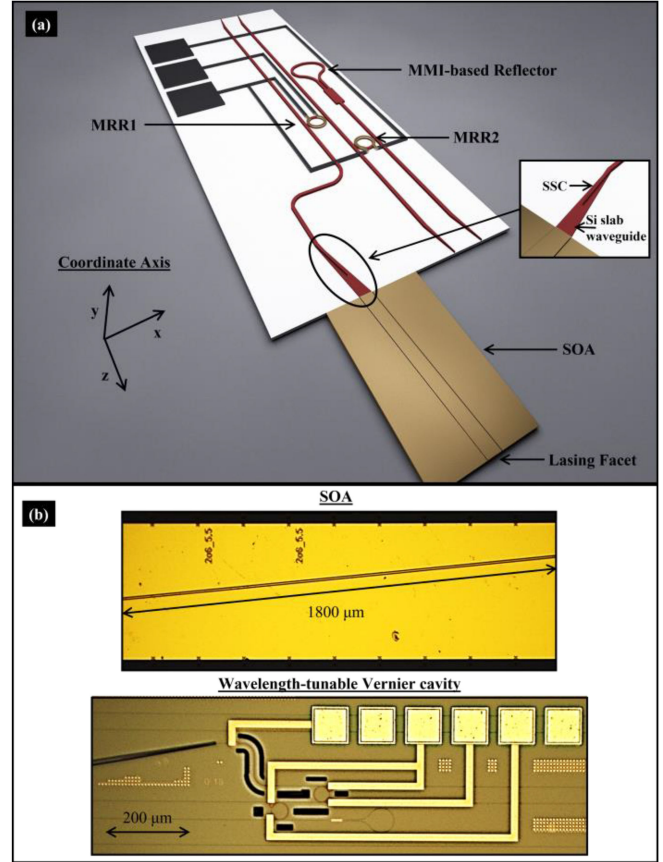 (a)
MMI-based Reflector
MRR1
MRR2
SSC
Si slab
waveguide
Coordinate Axis
y
x
z
SOA
Lasing Facet
(b)
SOA
2o6_5.5
2o6_5.5
1800 µm
Wavelength-tunable Vernier cavity
200 µm